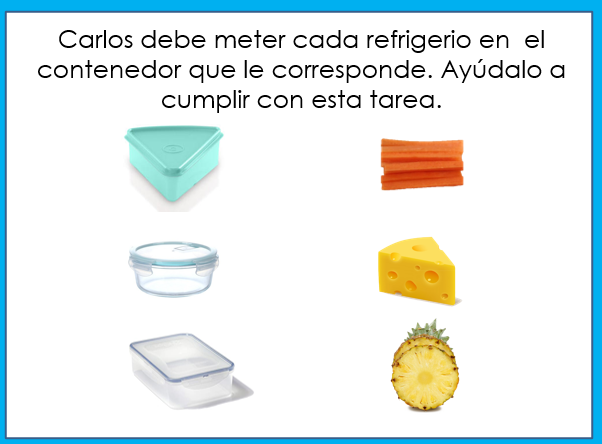 Carlos debe meter cada refrigerio en  el
contenedor que le corresponde. Ayúdalo a
cumplir con esta tarea.